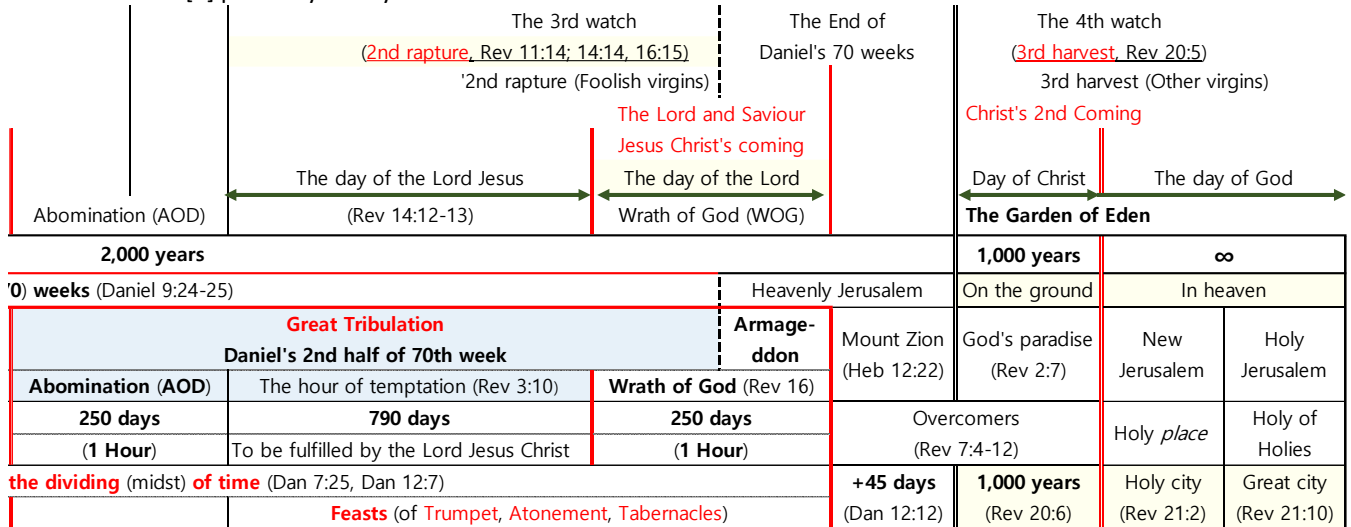 The 3rd watch The End of The 4th watch
(2nd rapture, Rev 11:14; 14:14, 16:15) Daniel's 70 weeks (3rd harvest, Rev 20:5)
'2nd rapture (Foolish virgins) 3rd harvest (Other virgins)
The Lord and Saviour Christ's 2nd Coming
Jesus Christ's coming
The day of the Lord Jesus The day of the Lord Day of Christ The day of God
Abomination (AOD) (Rev 14:12-13) Wrath of God (WOG) The Garden of Eden
2,000 years 1,000 years ∞
0) weeks (Daniel 9:24-25) Heavenly Jerusalem On the ground In heaven
Great Tribulation
Daniel's 2nd half of 70th week
Armage-
ddon
Mount Zion
(Heb 12:22)
God's paradise
(Rev 2:7)
New
Jerusalem
Holy
Jerusalem
Abomination (AOD) The hour of temptation (Rev 3:10) Wrath of God (Rev 16)
250 days 790 days 250 days
(1 Hour) To be fulfilled by the Lord Jesus Christ (1 Hour)
Overcomers
(Rev 7:4-12)
Holy place
Holy of
Holies
the dividing (midst) of time (Dan 7:25, Dan 12:7)
Feasts (of Trumpet, Atonement, Tabernacles)
+45 days
(Dan 12:12)
1,000 years
(Rev 20:6)
Holy city
(Rev 21:2)
Great city
(Rev 21:10)